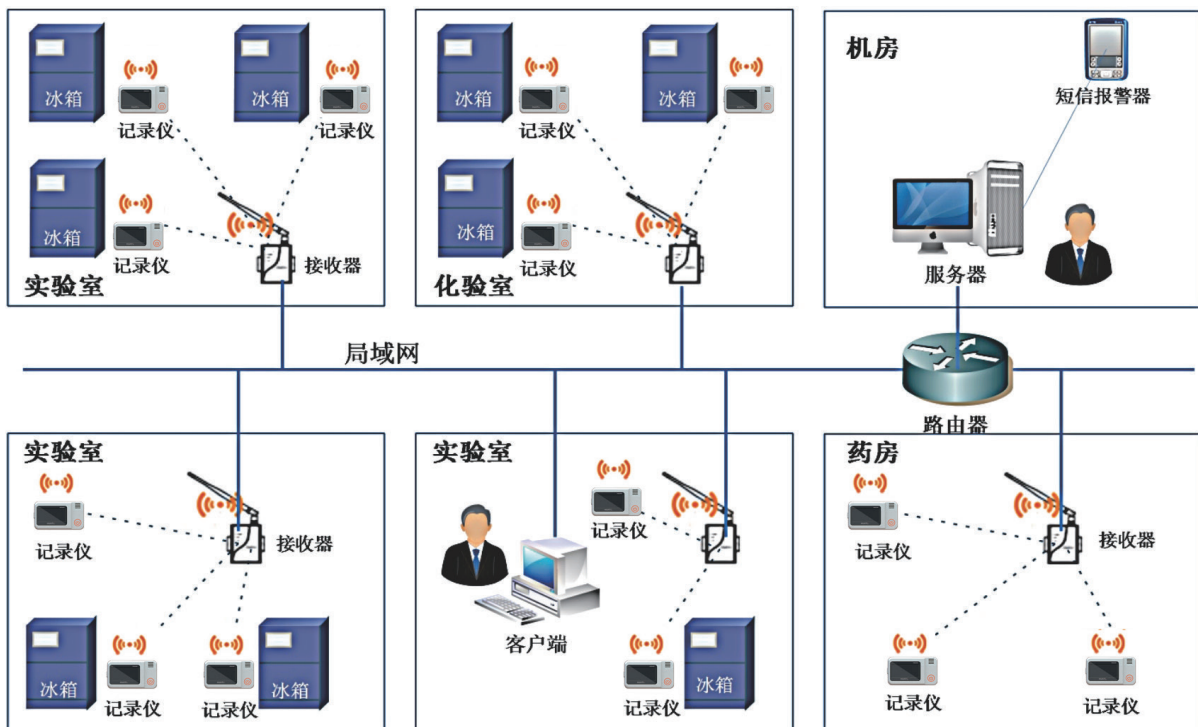 冰箱
记录仪
冰箱
记录仪
冰箱
记录仪
接收器
实验室
冰箱
记录仪
冰箱
记录仪
冰箱
记录仪
化验室
机房
短信报警器
服务器
局域网
路由器
实验室
记录仪
接收器
冰箱
记录仪
记录仪
冰箱
实验室
记录仪
客户端
记录仪
冰箱
药房
记录仪
接收器
记录仪
记录仪